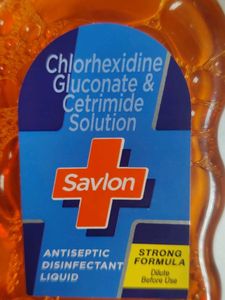 Chlorhexidine
Gluconate &
Cetrimide
Solution
Savlon
ANTISEPTIC
DISINFECTANT
LIQUID
STRONG
FORMULA
Dilute
Before Use